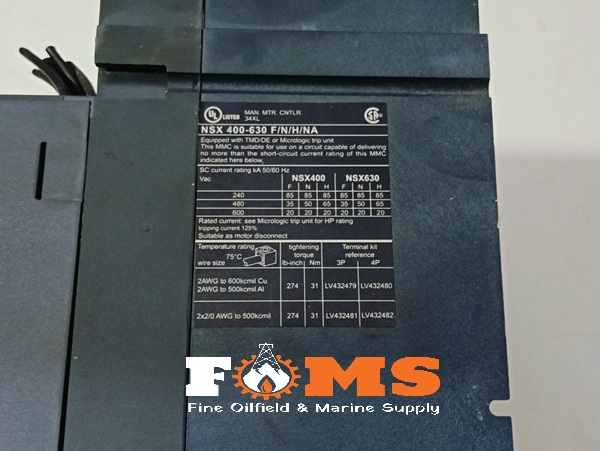 UL LISTED MAN. MTR. CNTLR. 34XL
NSX 400-630 F/N/H/NA
Equipped with TMD/DE or Micrologic trip unit
This MMC is suitable for use on a circuit capable of delivering
no more than the short-circuit current rating of this MMC
indicated here below.
SC current rating kA 50/60 Hz
Vac NSX400 NSX630
F N H F N H
240 85 85 85 85 85 85
480 35 50 65 35 50 65
600 20 20 20 20 20 20
Rated current: see Micrologic trip unit for HP rating
tripping current 125%
Suitable as motor disconnect
Temperature rating 75°C wire size tightening torque lb-inch Nm Terminal kit reference 3P 4P
2AWG to 600kcmil Cu
2AWG to 500kcmil Al 274 31 LV432479 LV432480
2x2/0 AWG to 500kcmil 274 31 LV432481 LV432482
FOMS
Fine Oilfield & Marine Supply